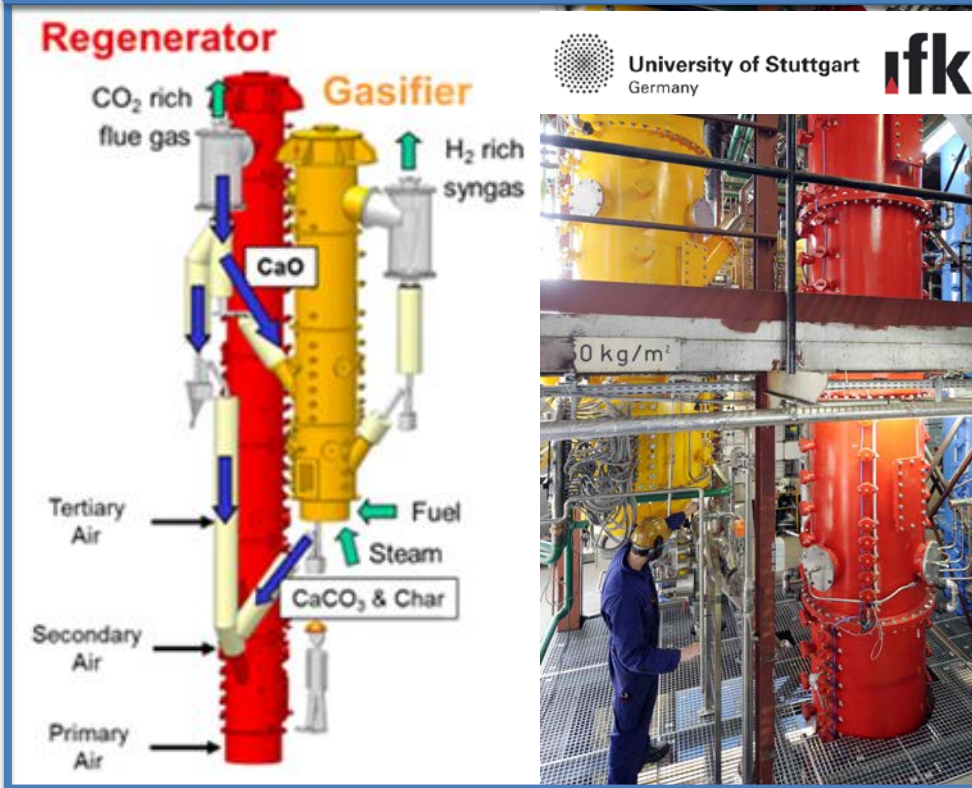 Regenerator
CO₂ rich
flue gas
Gasifier
H₂ rich
syngas
CaO
Tertiary
Air
Fuel
Steam
CaCO₃ & Char
Secondary
Air
Primary
Air
University of Stuttgart
Germany
ifk
0 kg/m²